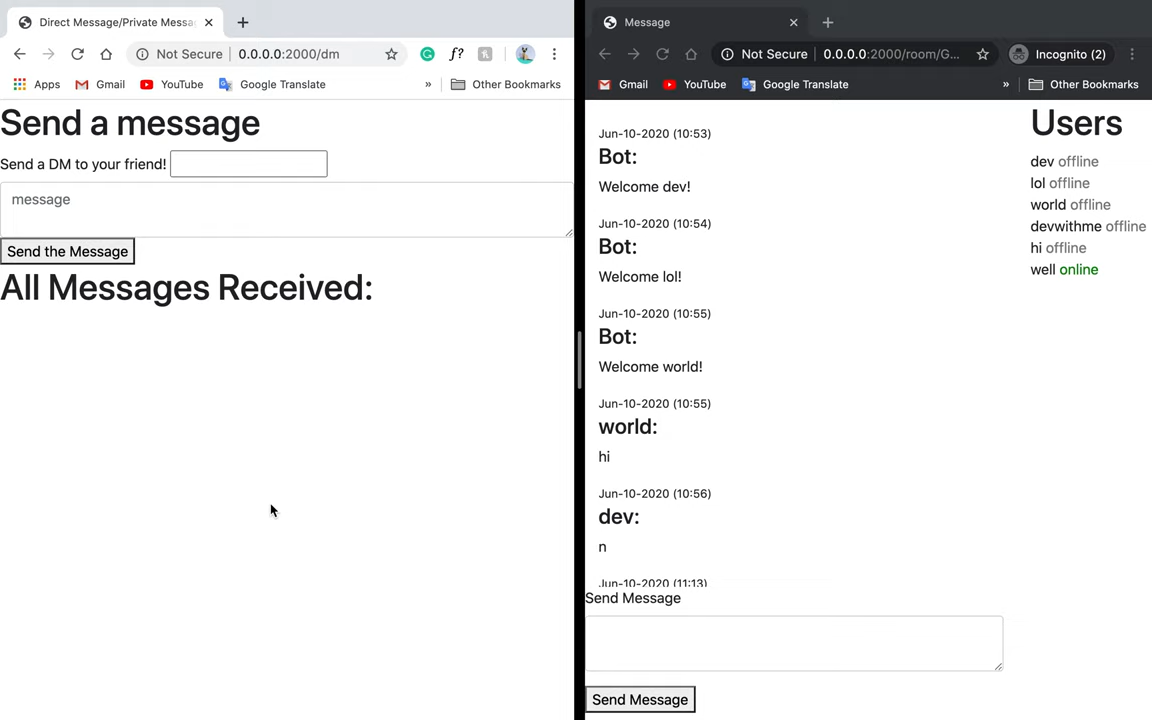 Direct Message/Private Messa
Not Secure 0.0.0.0:2000/dm
f?
Apps Gmail YouTube Google Translate » Other Bookmarks
Send a message
Send a DM to your friend!
message
Send the Message
All Messages Received:
Message
Not Secure 0.0.0.0:2000/room/G... Incognito (2)
Gmail YouTube Google Translate » Other Bookmarks
Jun-10-2020 (10:53)
Bot:
Welcome dev!
Jun-10-2020 (10:54)
Bot:
Welcome lol!
Jun-10-2020 (10:55)
Bot:
Welcome world!
Jun-10-2020 (10:55)
world:
hi
Jun-10-2020 (10:56)
dev:
n
Jun-10-2020 (11:13)
Send Message
Send Message
Users
dev offline
lol offline
world offline
devwithme offline
hi offline
well online